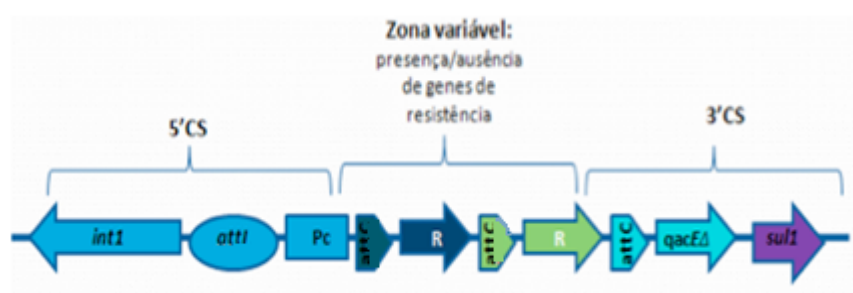 Zona variável:
presença/ausência
de genes de
resistência
5'CS
3'CS
int1
attI
Pc
attC
R
attC
R
attC
qacEΔ
sul1